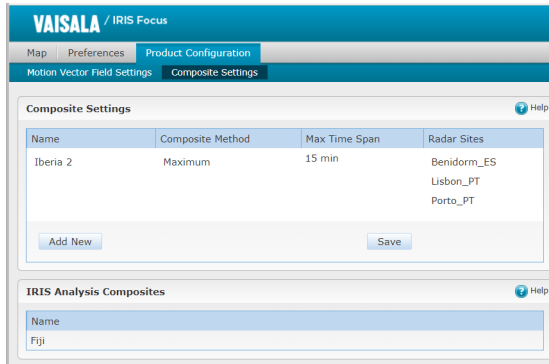 VAISALA / IRIS Focus
Map Preferences Product Configuration
Motion Vector Field Settings Composite Settings
Composite Settings ? Help
Name Composite Method Max Time Span Radar Sites
Iberia 2 Maximum 15 min Benidorm_ES
Lisbon_PT
Porto_PT
Add New Save
IRIS Analysis Composites ? Help
Name
Fiji